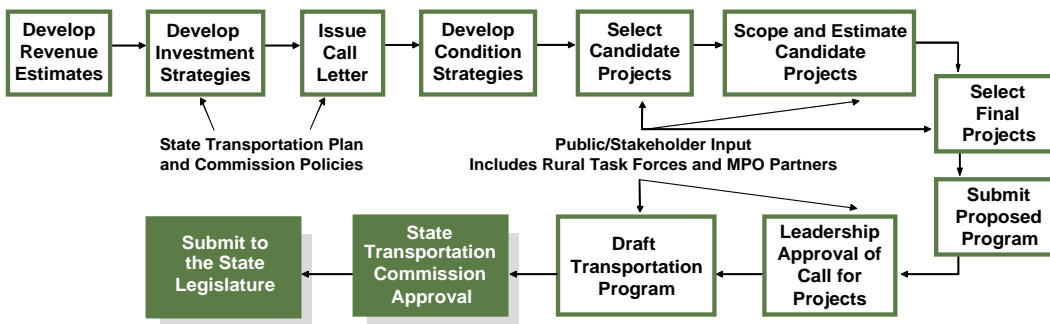 Develop
Revenue
Estimates
Develop
Investment
Strategies
Issue
Call
Letter
Develop
Condition
Strategies
Select
Candidate
Projects
Scope and Estimate
Candidate
Projects
Select
Final
Projects
State Transportation Plan
and Commission Policies
Public/Stakeholder Input
Includes Rural Task Forces and MPO Partners
Submit
Proposed
Program
Leadership
Approval of
Call for
Projects
Draft
Transportation
Program
State
Transportation
Commission
Approval
Submit to
the State
Legislature